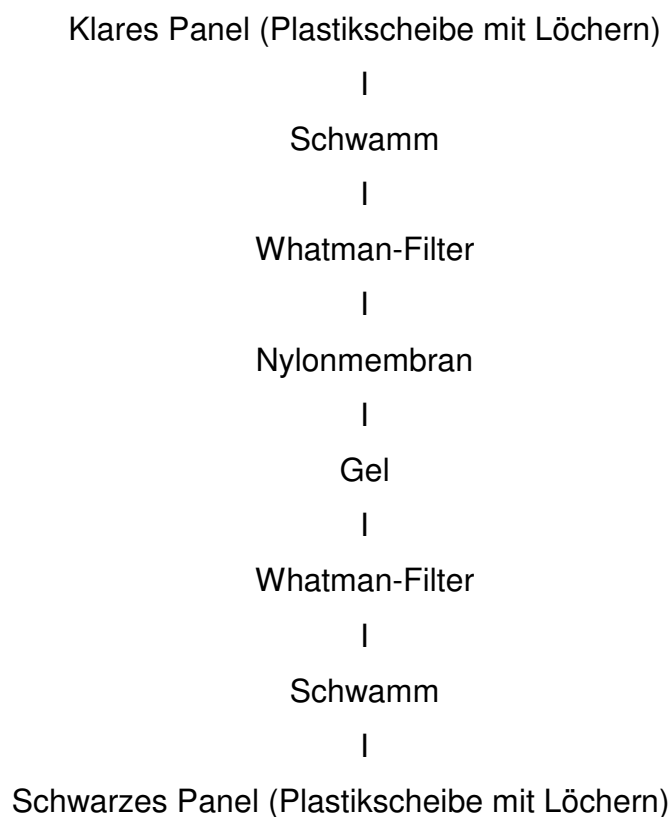 Klares Panel (Plastikscheibe mit Löchern)
|
Schwamm
|
Whatman-Filter
|
Nylonmembran
|
Gel
|
Whatman-Filter
|
Schwamm
|
Schwarzes Panel (Plastikscheibe mit Löchern)